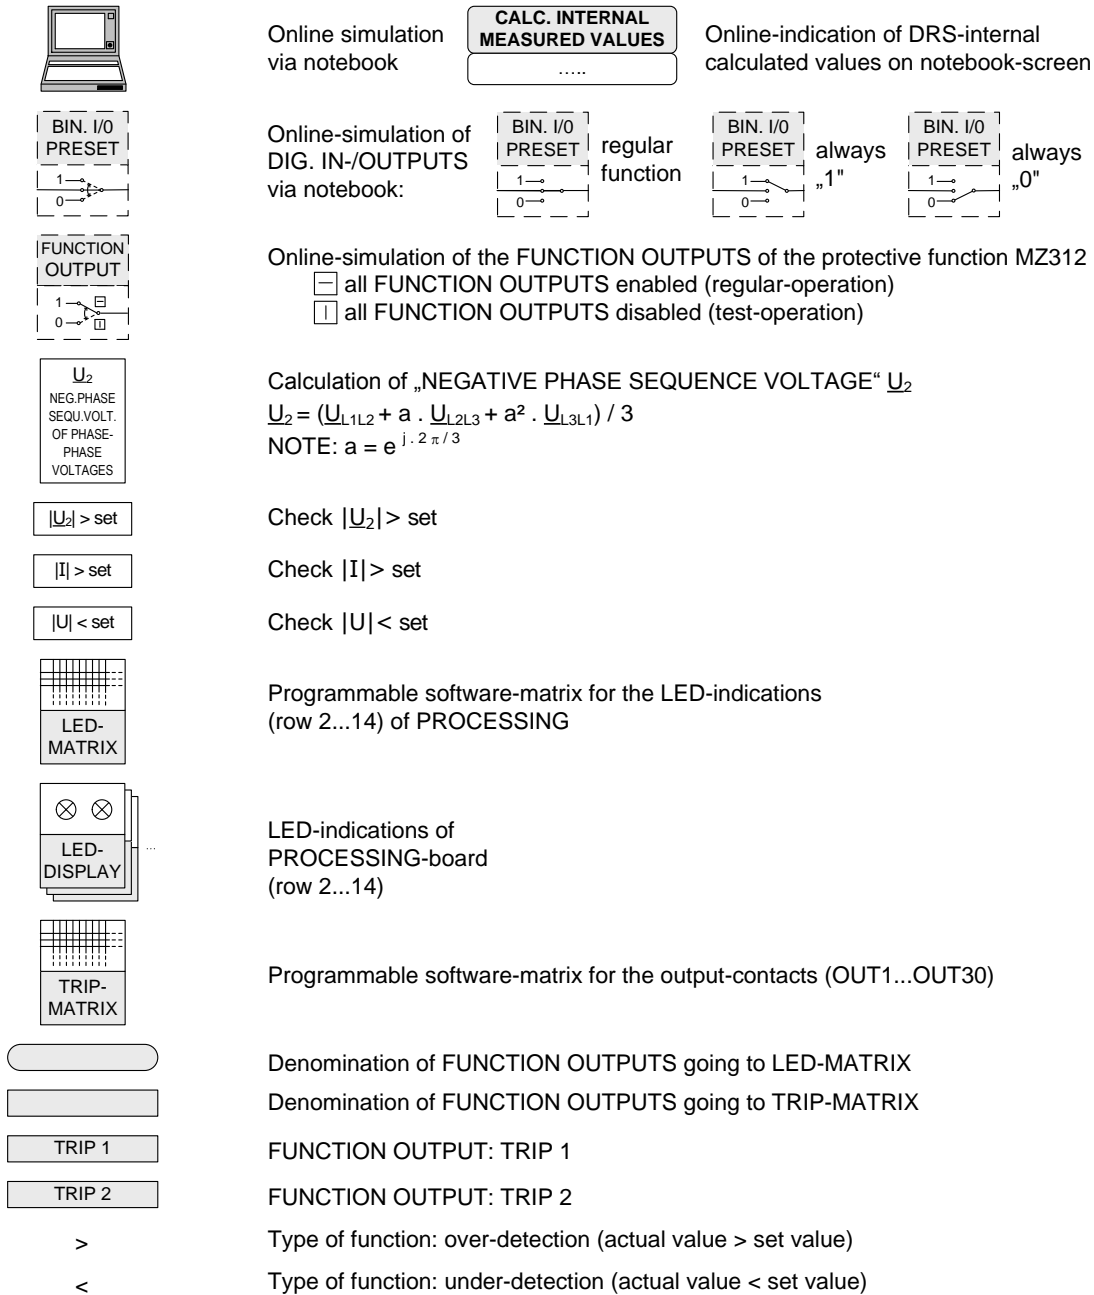 Online simulation
via notebook
CALC. INTERNAL
MEASURED VALUES
.....
Online-indication of DRS-internal
calculated values on notebook-screen
BIN. I/0
PRESET
1
0
Online-simulation of
DIG. IN-/OUTPUTS
via notebook:
BIN. I/0
PRESET
1
0
regular
function
BIN. I/0
PRESET
1
0
always
„1"
BIN. I/0
PRESET
1
0
always
„0"
FUNCTION
OUTPUT
1
0
Online-simulation of the FUNCTION OUTPUTS of the protective function MZ312
all FUNCTION OUTPUTS enabled (regular-operation)
all FUNCTION OUTPUTS disabled (test-operation)
U₂
NEG.PHASE
SEQU.VOLT.
OF PHASE-
PHASE
VOLTAGES
Calculation of „NEGATIVE PHASE SEQUENCE VOLTAGE“ U₂
U₂ = (U_L1L2 + a . U_L2L3 + a² . U_L3L1) / 3
NOTE: a = e^j . 2 π / 3
|U₂| > set
Check |U₂| > set
|I| > set
Check |I| > set
|U| < set
Check |U| < set
LED-
MATRIX
Programmable software-matrix for the LED-indications
(row 2...14) of PROCESSING
LED-
DISPLAY
...
LED-indications of
PROCESSING-board
(row 2...14)
TRIP-
MATRIX
Programmable software-matrix for the output-contacts (OUT1...OUT30)
Denomination of FUNCTION OUTPUTS going to LED-MATRIX
Denomination of FUNCTION OUTPUTS going to TRIP-MATRIX
TRIP 1
FUNCTION OUTPUT: TRIP 1
TRIP 2
FUNCTION OUTPUT: TRIP 2
>
Type of function: over-detection (actual value > set value)
<
Type of function: under-detection (actual value < set value)